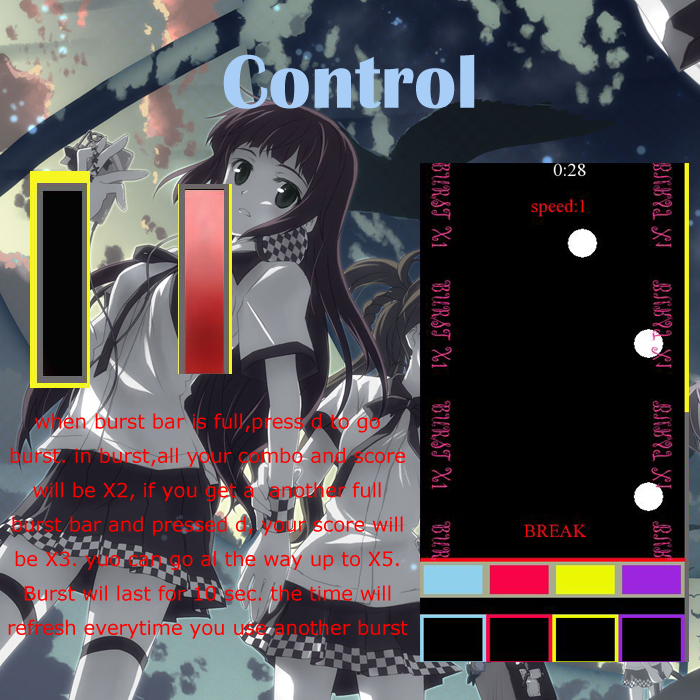 Control
0:28
speed:1
BURST X1 BURST X1
BURST X1 BURST X1
BURST X1 BURST X1
BURST BURST
BREAK
when burst bar is full,press d to go
burst. in burst,all your combo and score
will be X2, if you get a another full
burst bar and pressed d, your score will
be X3. yuo can go al the way up to X5.
Burst wil last for 10 sec. the time will
refresh everytime you use another burst